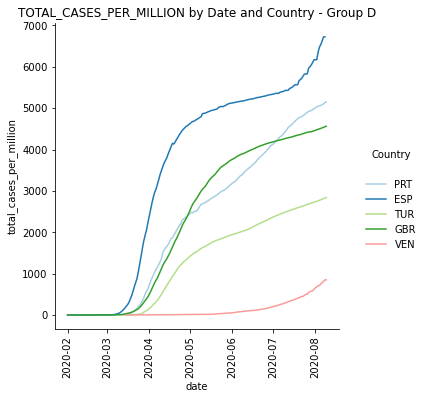 TOTAL_CASES_PER_MILLION by Date and Country - Group D
7000
6000
5000
4000
3000
2000
1000
0
total_cases_per_million
2020-02
2020-03
2020-04
2020-05
2020-06
2020-07
2020-08
date
Country
PRT
ESP
TUR
GBR
VEN